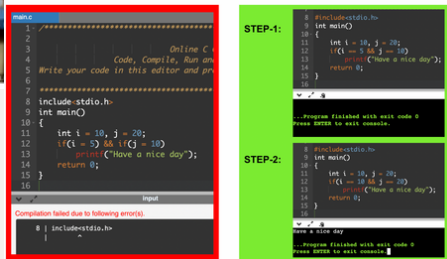 main.c
1 /******************************************
2
3 Online C
4 Code, Compile, Run and
5 Write your code in this editor and pr
6
7 *******************************************
8 include<stdio.h>
9 int main()
10 {
11 int i = 10, j = 20;
12 if(i = 5) && if(j = 10)
13 printf("Have a nice day");
14 return 0;
15 }
16
input
Compilation failed due to following error(s).
8 | include<stdio.h>
| ^
STEP-1:
8 #include<stdio.h>
9 int main()
10 {
11 int i = 10, j = 20;
12 if(i == 5 && j == 10)
13 printf("Have a nice day");
14 return 0;
15 }
16
...Program finished with exit code 0
Press ENTER to exit console.
STEP-2:
8 #include<stdio.h>
9 int main()
10 {
11 int i = 10, j = 20;
12 if(i == 10 && j == 20)
13 printf("Have a nice day");
14 return 0;
15 }
16
Have a nice day
...Program finished with exit code 0
Press ENTER to exit console.